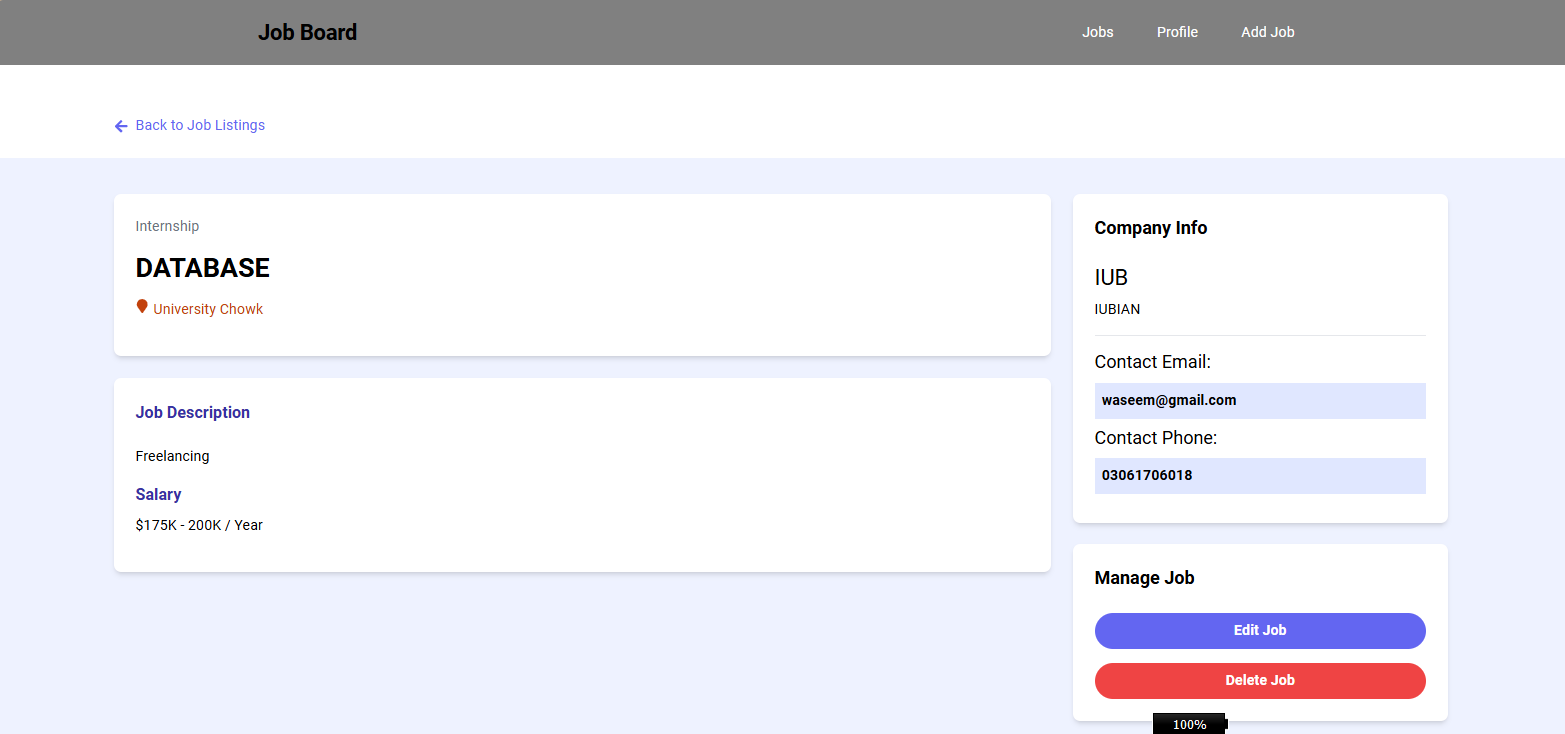 Job Board
Jobs
Profile
Add Job
Back to Job Listings
Internship
DATABASE
University Chowk
Job Description
Freelancing
Salary
$175K - 200K / Year
Company Info
IUB
IUBIAN
Contact Email:
waseem@gmail.com
Contact Phone:
03061706018
Manage Job
Edit Job
Delete Job
100%